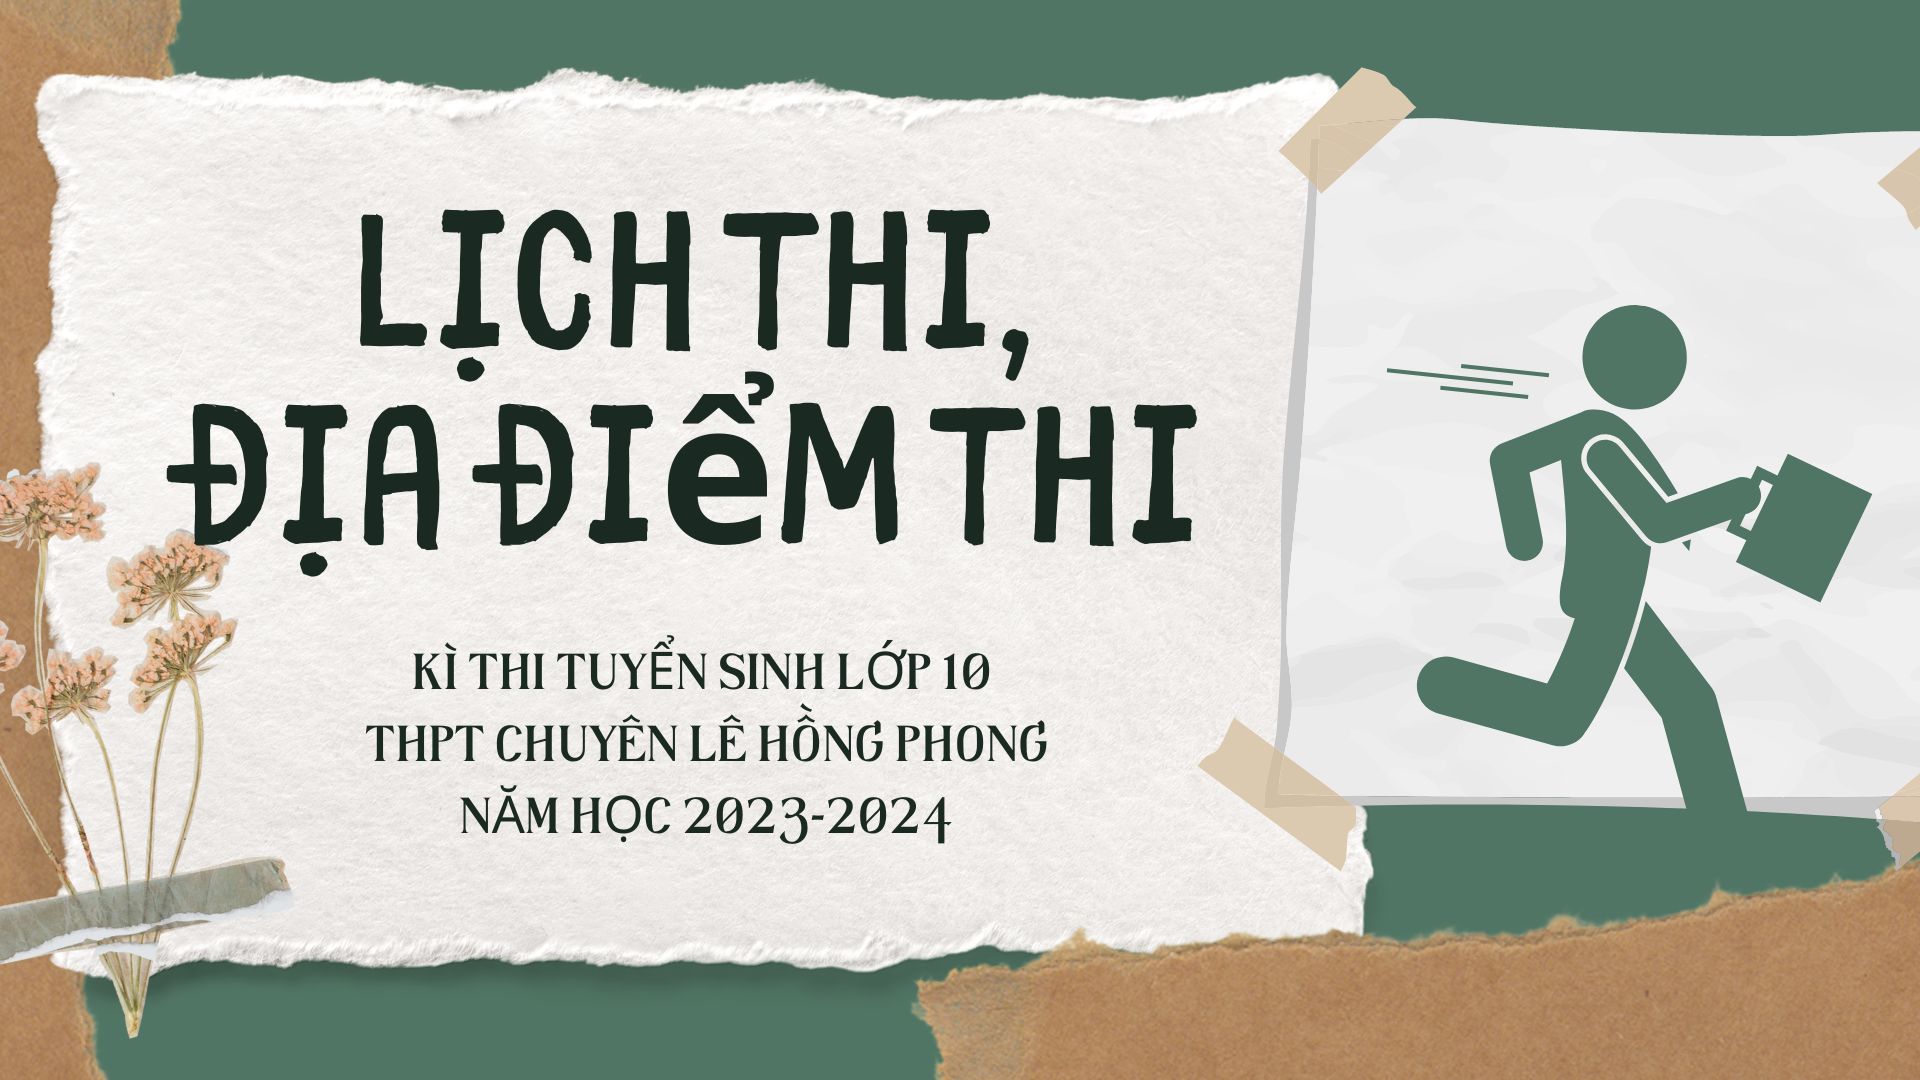 LỊCH THI,
ĐỊA ĐIểM THI
KÌ THI TUYỂN SINH LỚP 10
THPT CHUYÊN LÊ HỒNG PHONG
NĂM HỌC 2023-2024